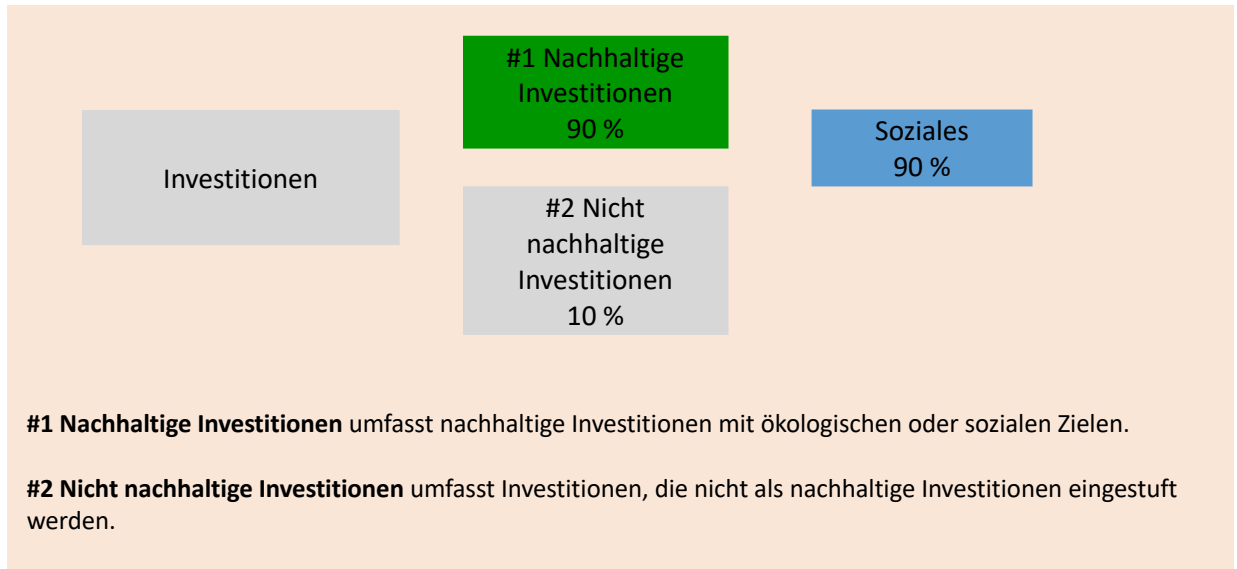 #1 Nachhaltige
Investitionen
90 %
Investitionen
Soziales
90 %
#2 Nicht
nachhaltige
Investitionen
10 %
#1 Nachhaltige Investitionen umfasst nachhaltige Investitionen mit ökologischen oder sozialen Zielen.
#2 Nicht nachhaltige Investitionen umfasst Investitionen, die nicht als nachhaltige Investitionen eingestuft
werden.